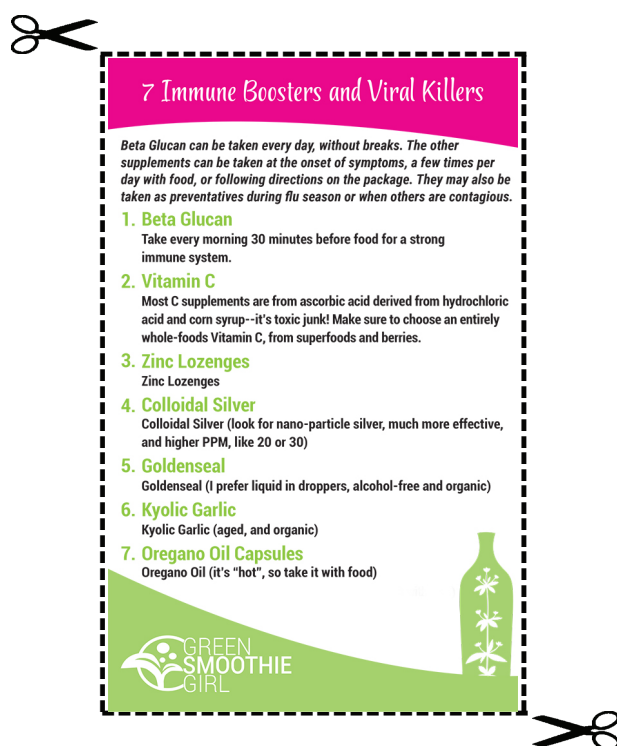 7 Immune Boosters and Viral Killers
Beta Glucan can be taken every day, without breaks. The other
supplements can be taken at the onset of symptoms, a few times per
day with food, or following directions on the package. They may also be
taken as preventatives during flu season or when others are contagious.
1. Beta Glucan
Take every morning 30 minutes before food for a strong
immune system.
2. Vitamin C
Most C supplements are from ascorbic acid derived from hydrochloric
acid and corn syrup--it's toxic junk! Make sure to choose an entirely
whole-foods Vitamin C, from superfoods and berries.
3. Zinc Lozenges
Zinc Lozenges
4. Colloidal Silver
Colloidal Silver (look for nano-particle silver, much more effective,
and higher PPM, like 20 or 30)
5. Goldenseal
Goldenseal (I prefer liquid in droppers, alcohol-free and organic)
6. Kyolic Garlic
Kyolic Garlic (aged, and organic)
7. Oregano Oil Capsules
Oregano Oil (it's "hot", so take it with food)
GREEN
SMOOTHIE
GIRL